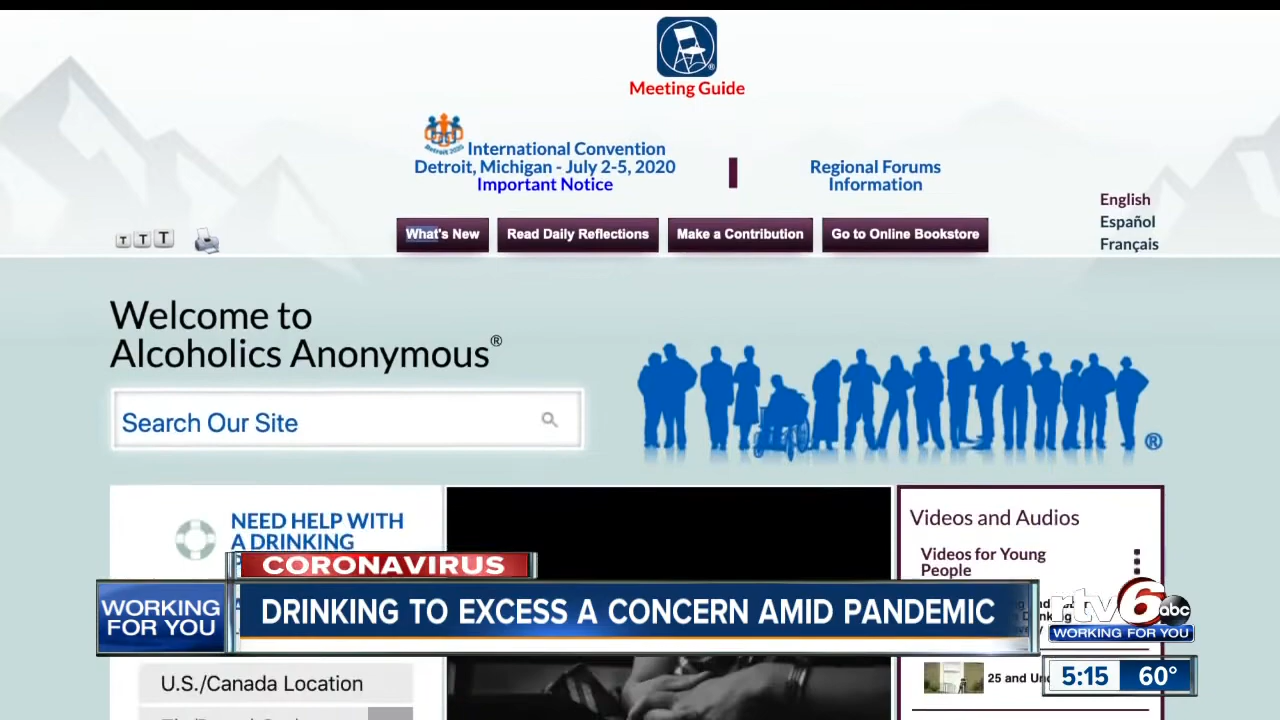 Meeting Guide
International Convention
Detroit, Michigan - July 2-5, 2020
Important Notice
Regional Forums
Information
English
Español
Français
T T T
What's New
Read Daily Reflections
Make a Contribution
Go to Online Bookstore
Welcome to
Alcoholics Anonymous®
Search Our Site
®
NEED HELP WITH
A DRINKING
Videos and Audios
Videos for Young
People
CORONAVIRUS
WORKING
FOR YOU
DRINKING TO EXCESS A CONCERN AMID PANDEMIC
rtv6 abc
WORKING FOR YOU
U.S./Canada Location
25 and
5:15 60°